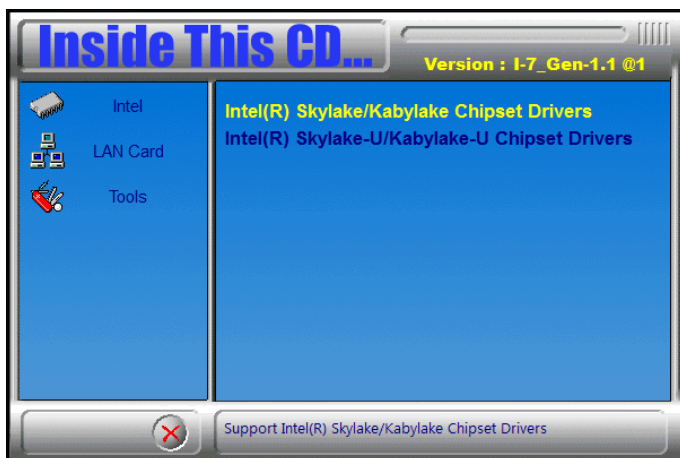 Inside This CD...
Version : I-7_Gen-1.1 @1
Intel
LAN Card
Tools
Intel(R) Skylake/Kabylake Chipset Drivers
Intel(R) Skylake-U/Kabylake-U Chipset Drivers
Support Intel(R) Skylake/Kabylake Chipset Drivers